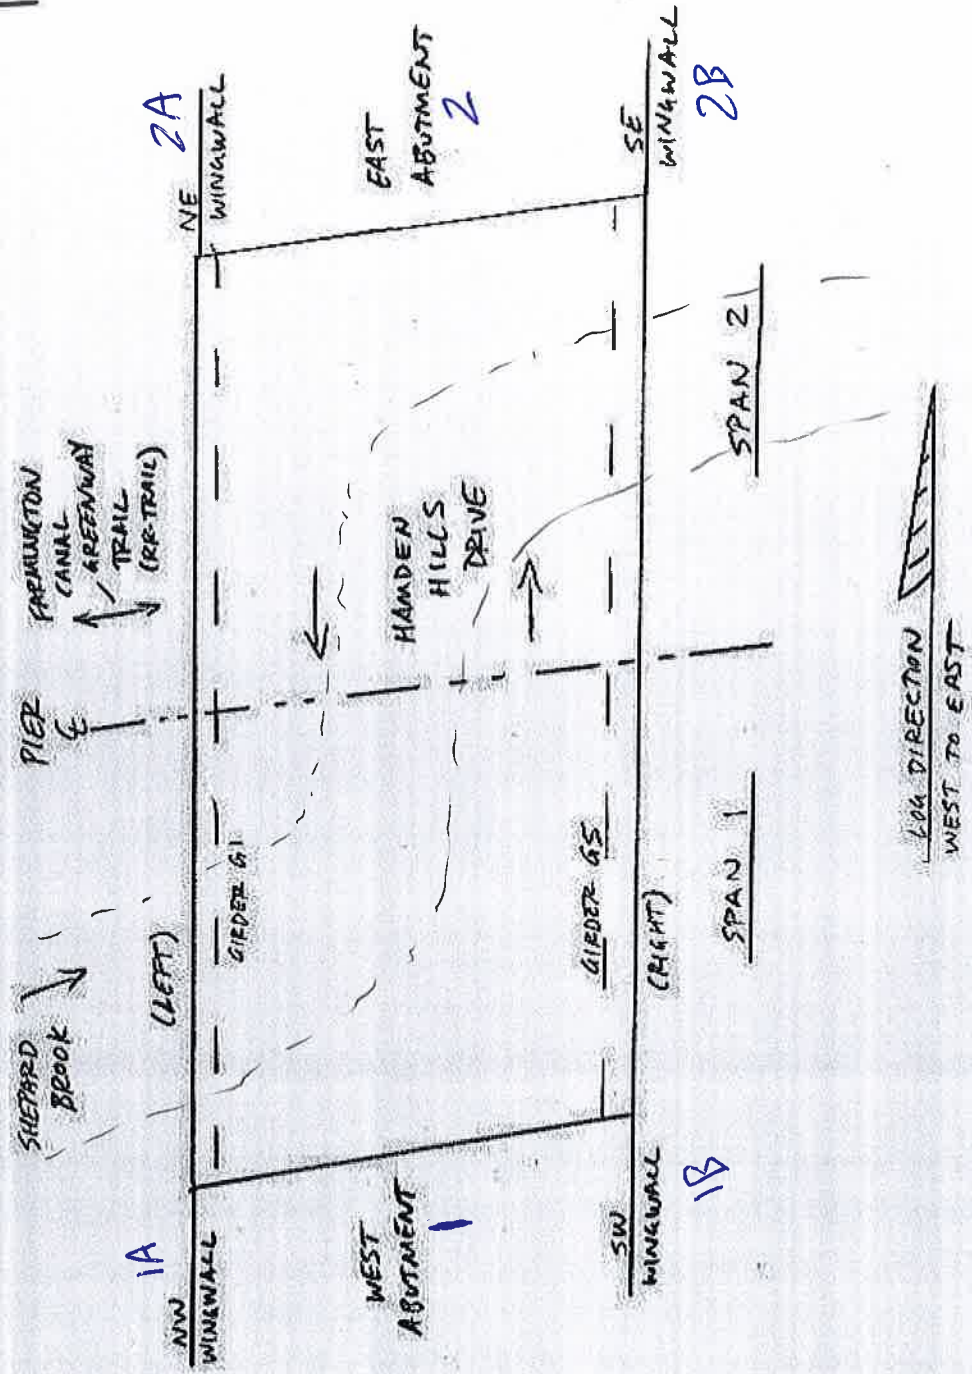 SHEPARD
BROOK
PIER
℄
FARMINGTON
CANAL
GREENWAY
TRAIL
(RR-TRAIL)
1A
NW
WINGWALL
(LEFT)
NE
WINGWALL
2A
GIRDER G1
WEST
ABUTMENT
1
HAMDEN
HILLS
DRIVE
EAST
ABUTMENT
2
GIRDER G5
SW
WINGWALL
1B
(RIGHT)
SE
WINGWALL
2B
SPAN 1
SPAN 2
LOG DIRECTION
WEST TO EAST